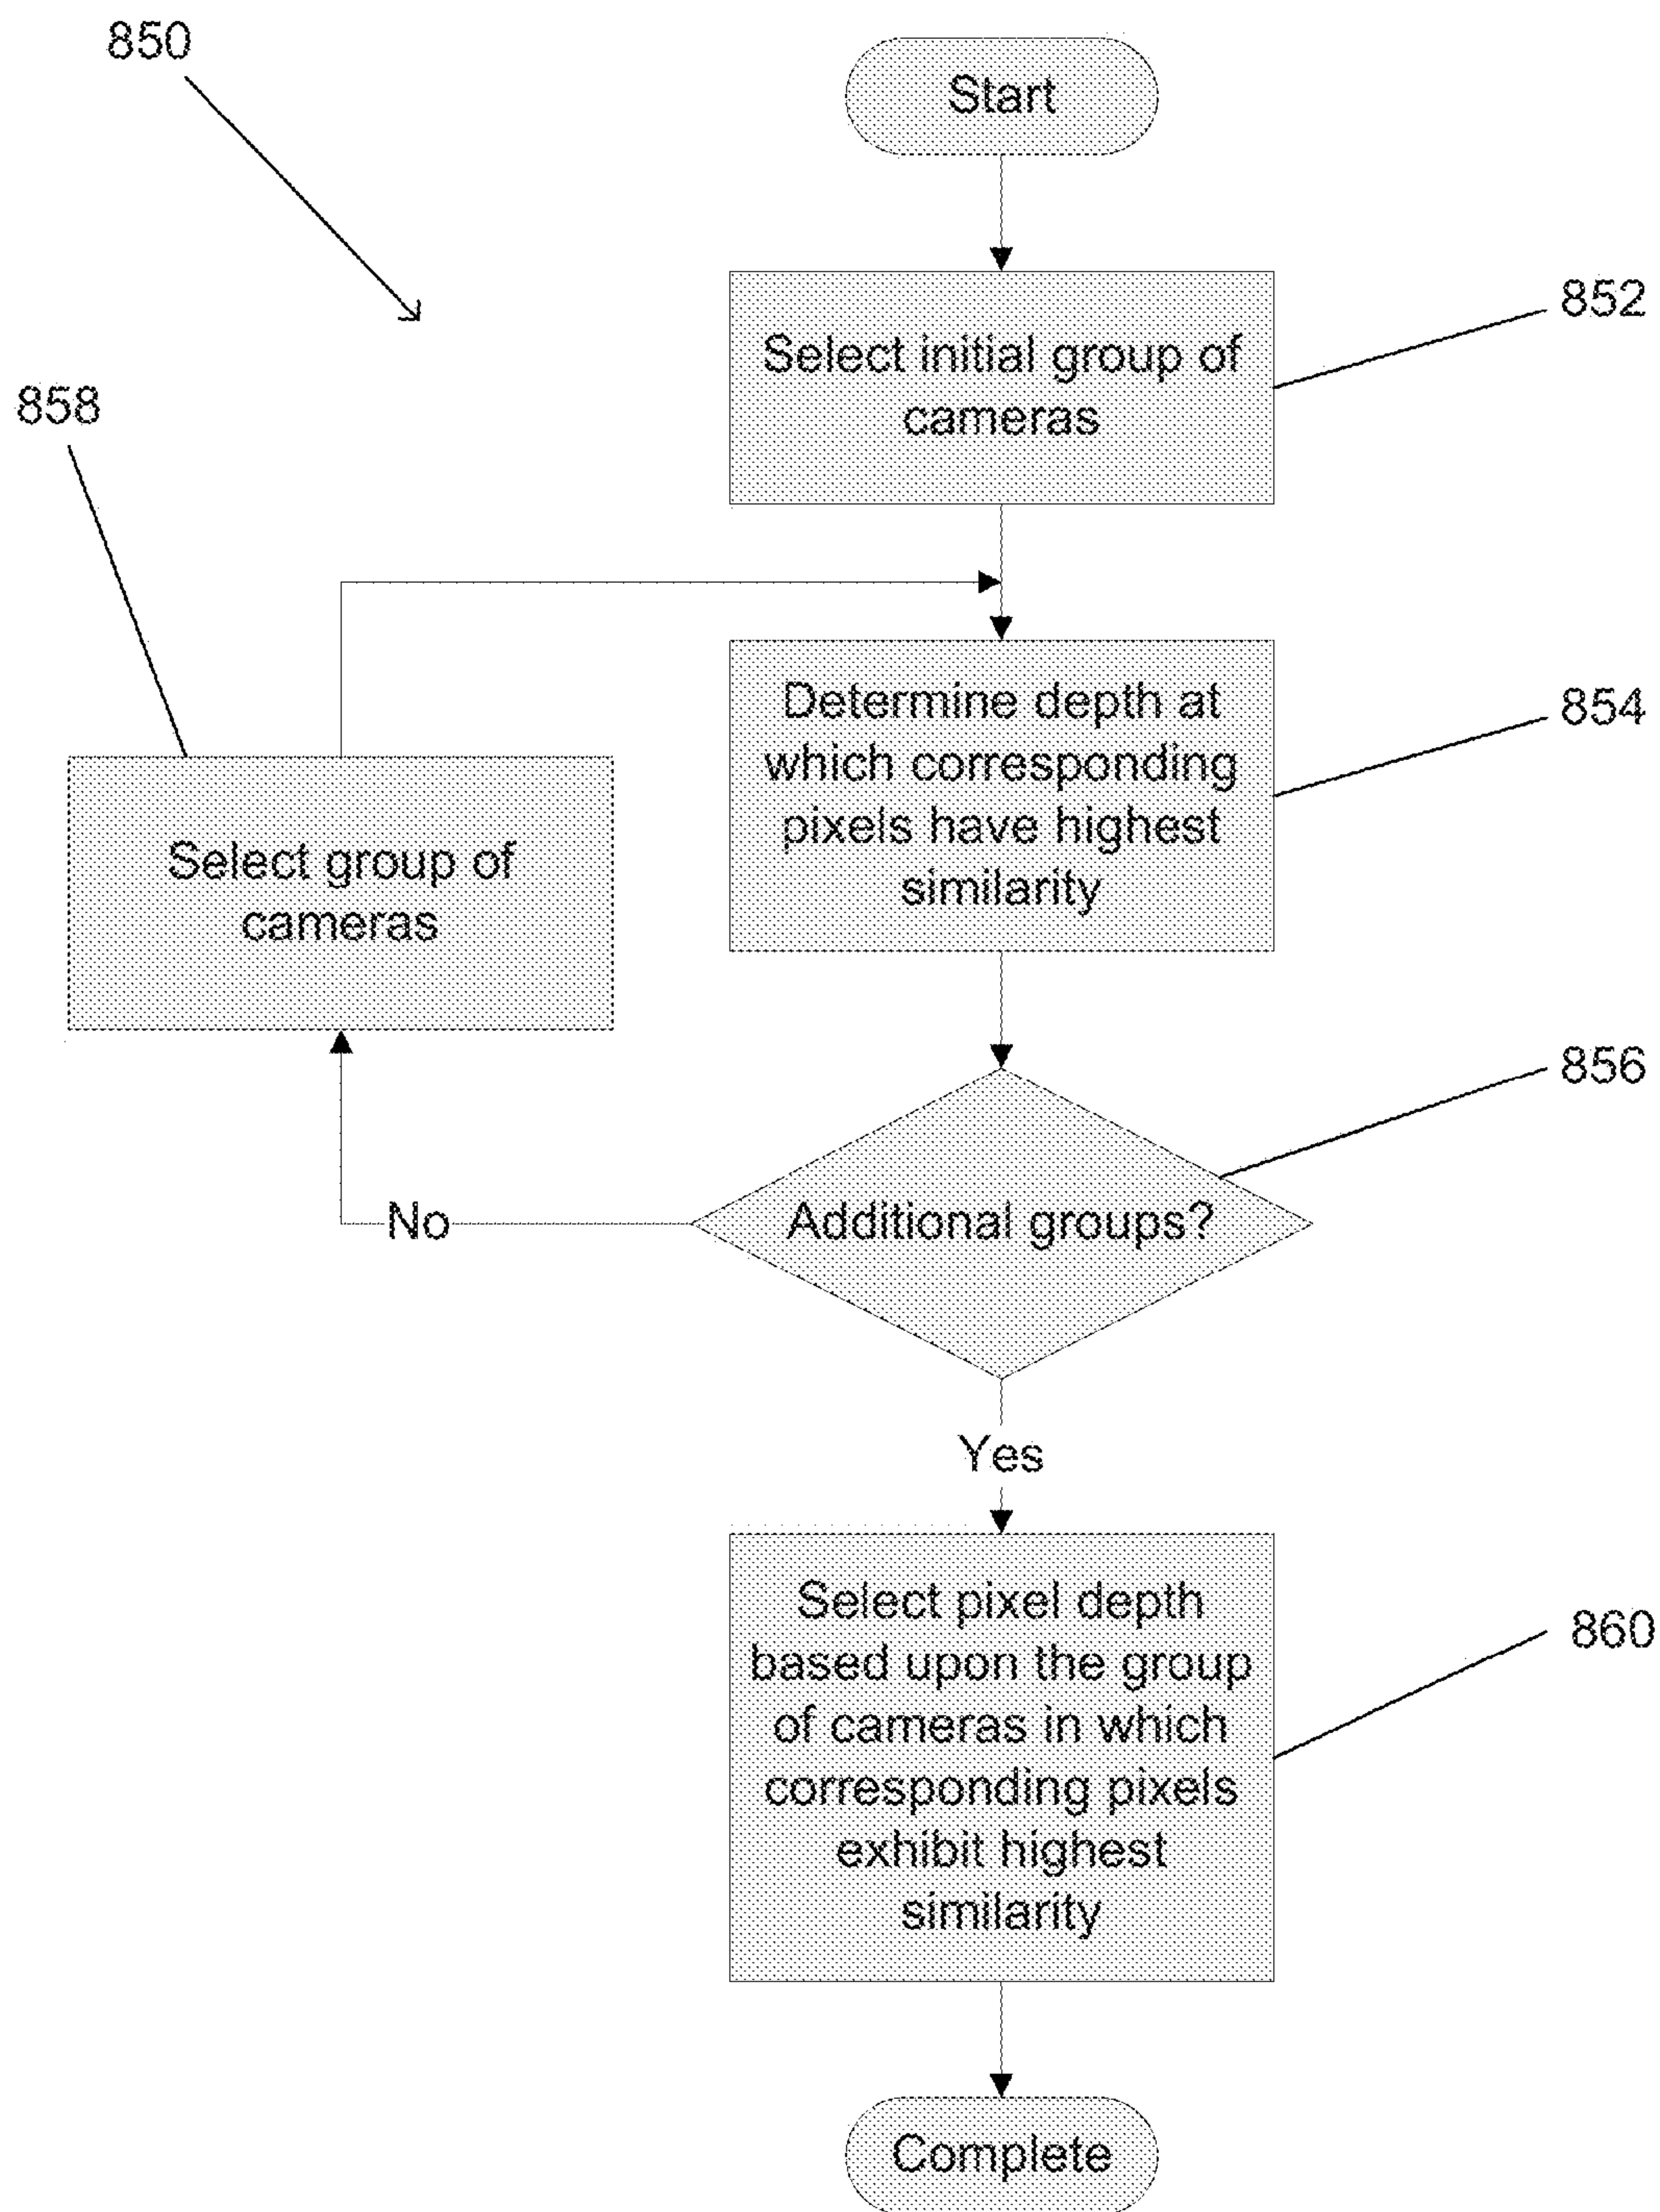 850
Start
852
Select initial group of
cameras
858
854
Determine depth at
which corresponding
pixels have highest
similarity
Select group of
cameras
856
Additional groups?
No
Yes
860
Select pixel depth
based upon the group
of cameras in which
corresponding pixels
exhibit highest
similarity
Complete